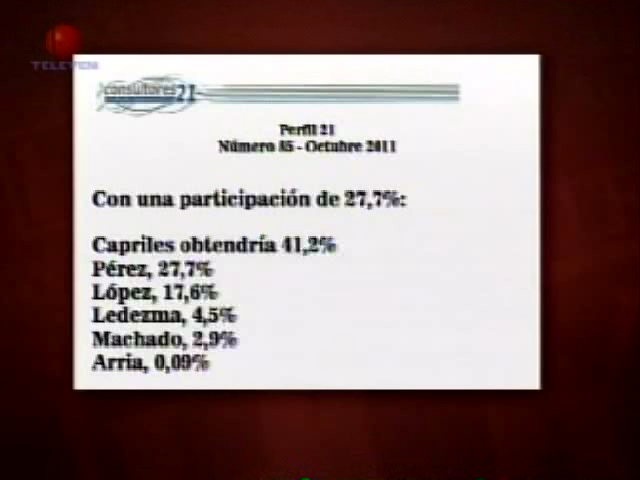 TELEVEN
consultores 21
Perfil 21
Número 85 - Octubre 2011
Con una participación de 27,7%:
Capriles obtendría 41,2%
Pérez, 27,7%
López, 17,6%
Ledezma, 4,5%
Machado, 2,9%
Arria, 0,09%